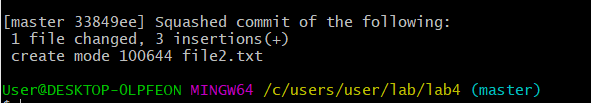 [master 33849ee] Squashed commit of the following:
1 file changed, 3 insertions(+)
create mode 100644 file2.txt
User@DESKTOP-OLPFEON MINGW64 /c/users/user/lab/lab4 (master)